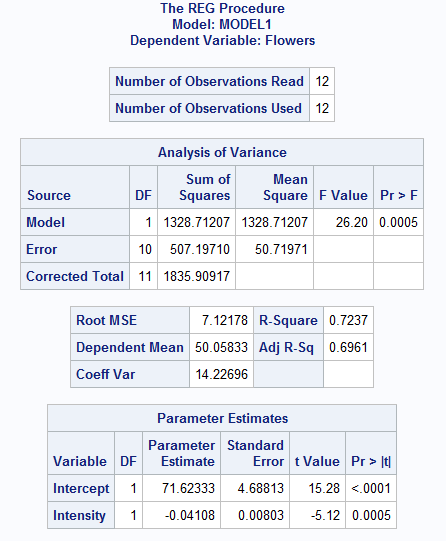 The REG Procedure
Model: MODEL1
Dependent Variable: Flowers
Number of Observations Read 12
Number of Observations Used 12
Analysis of Variance
Source DF Sum of Squares Mean Square F Value Pr > F
Model 1 1328.71207 1328.71207 26.20 0.0005
Error 10 507.19710 50.71971
Corrected Total 11 1835.90917
Root MSE 7.12178 R-Square 0.7237
Dependent Mean 50.05833 Adj R-Sq 0.6961
Coeff Var 14.22696
Parameter Estimates
Variable DF Parameter Estimate Standard Error t Value Pr > |t|
Intercept 1 71.62333 4.68813 15.28 <.0001
Intensity 1 -0.04108 0.00803 -5.12 0.0005